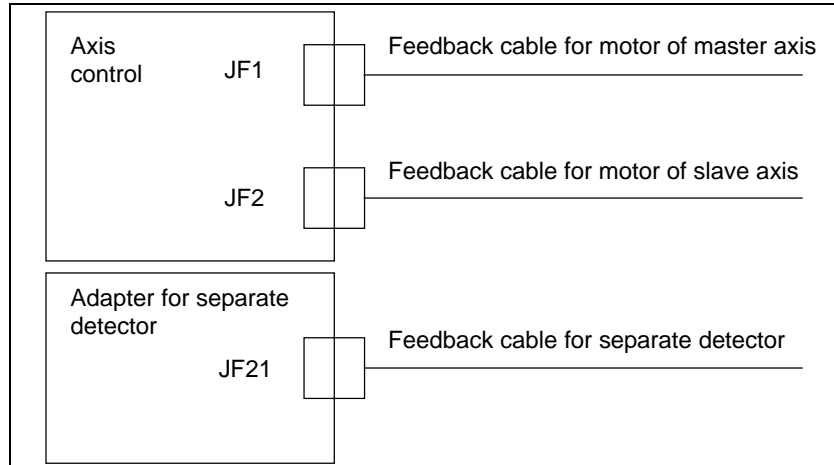 Axis
control
JF1
Feedback cable for motor of master axis
JF2
Feedback cable for motor of slave axis
Adapter for separate
detector
JF21
Feedback cable for separate detector